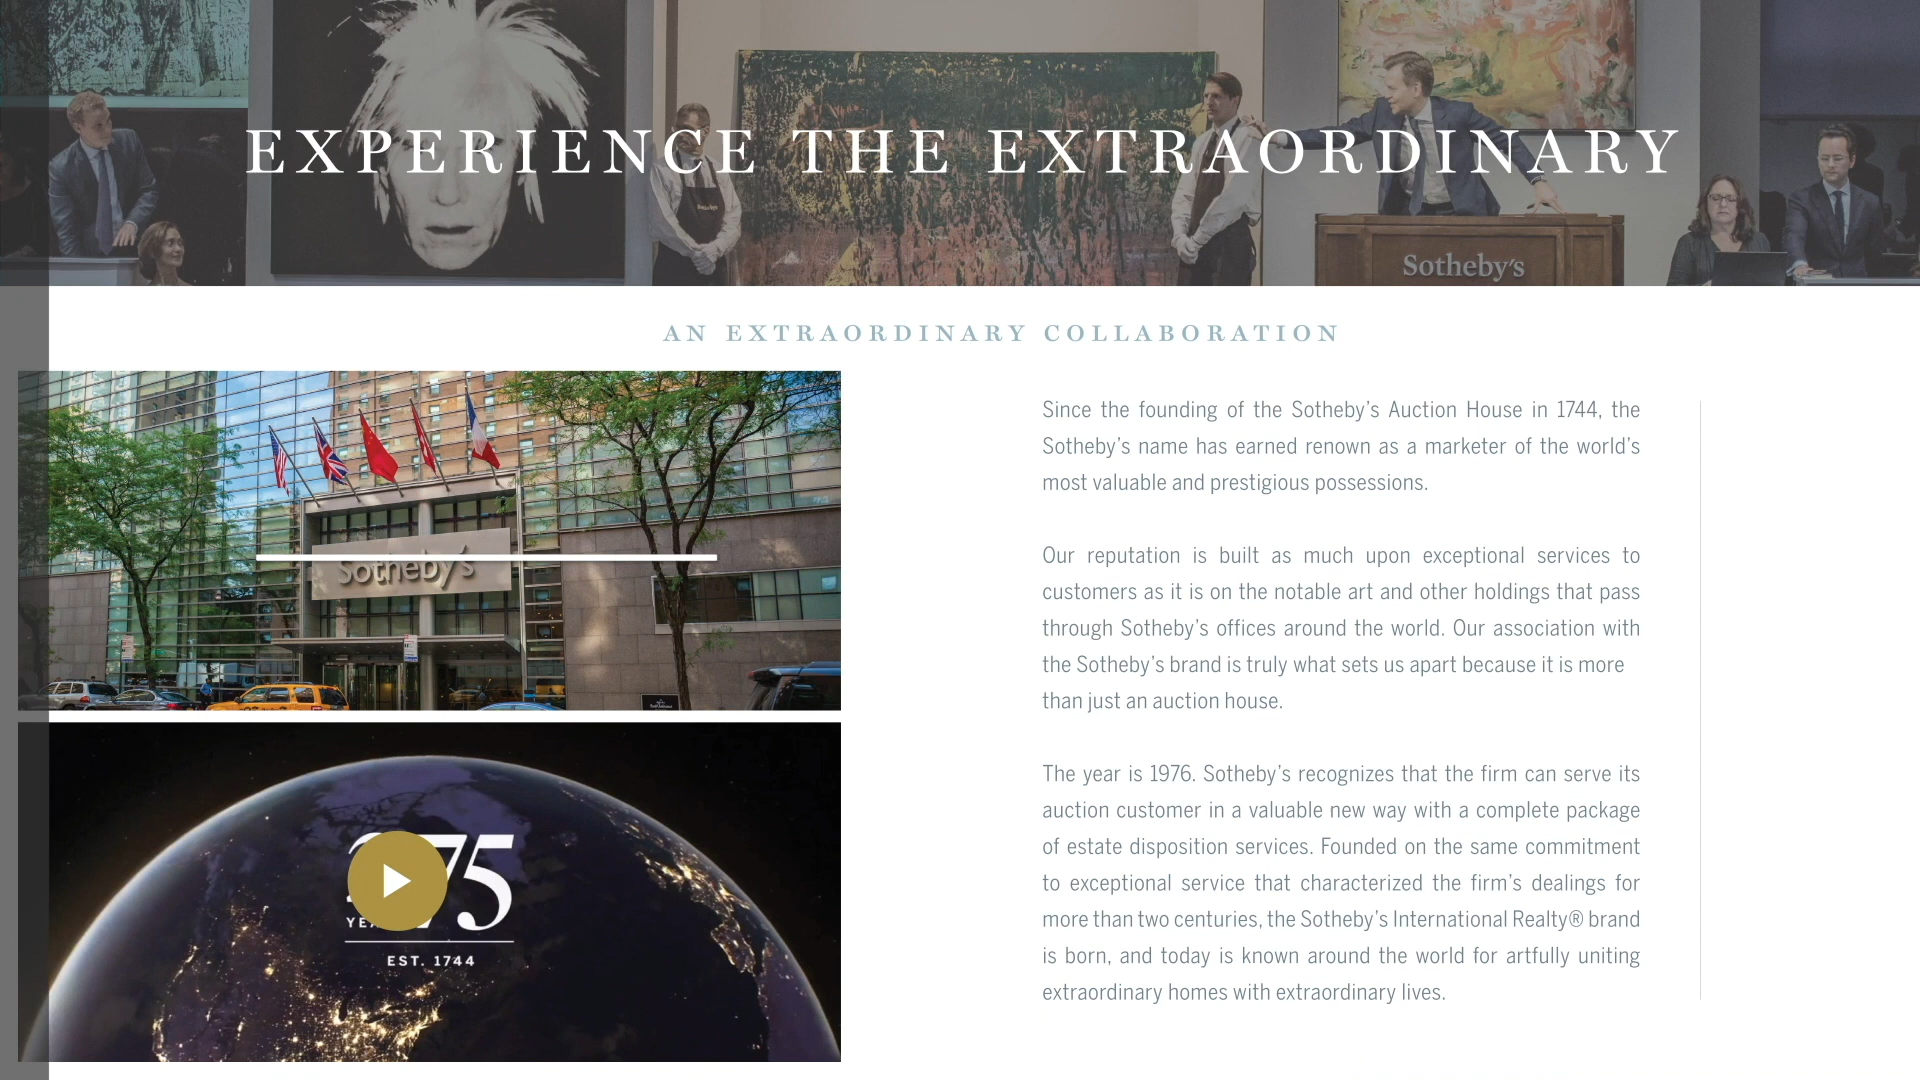 EXPERIENCE THE EXTRAORDINARY
Sotheby's
AN EXTRAORDINARY COLLABORATION
Sotheby's
75
EST. 1744
Since the founding of the Sotheby’s Auction House in 1744, the
Sotheby’s name has earned renown as a marketer of the world’s
most valuable and prestigious possessions.
Our reputation is built as much upon exceptional services to
customers as it is on the notable art and other holdings that pass
through Sotheby’s offices around the world. Our association with
the Sotheby’s brand is truly what sets us apart because it is more
than just an auction house.
The year is 1976. Sotheby’s recognizes that the firm can serve its
auction customer in a valuable new way with a complete package
of estate disposition services. Founded on the same commitment
to exceptional service that characterized the firm’s dealings for
more than two centuries, the Sotheby’s International Realty® brand
is born, and today is known around the world for artfully uniting
extraordinary homes with extraordinary lives.